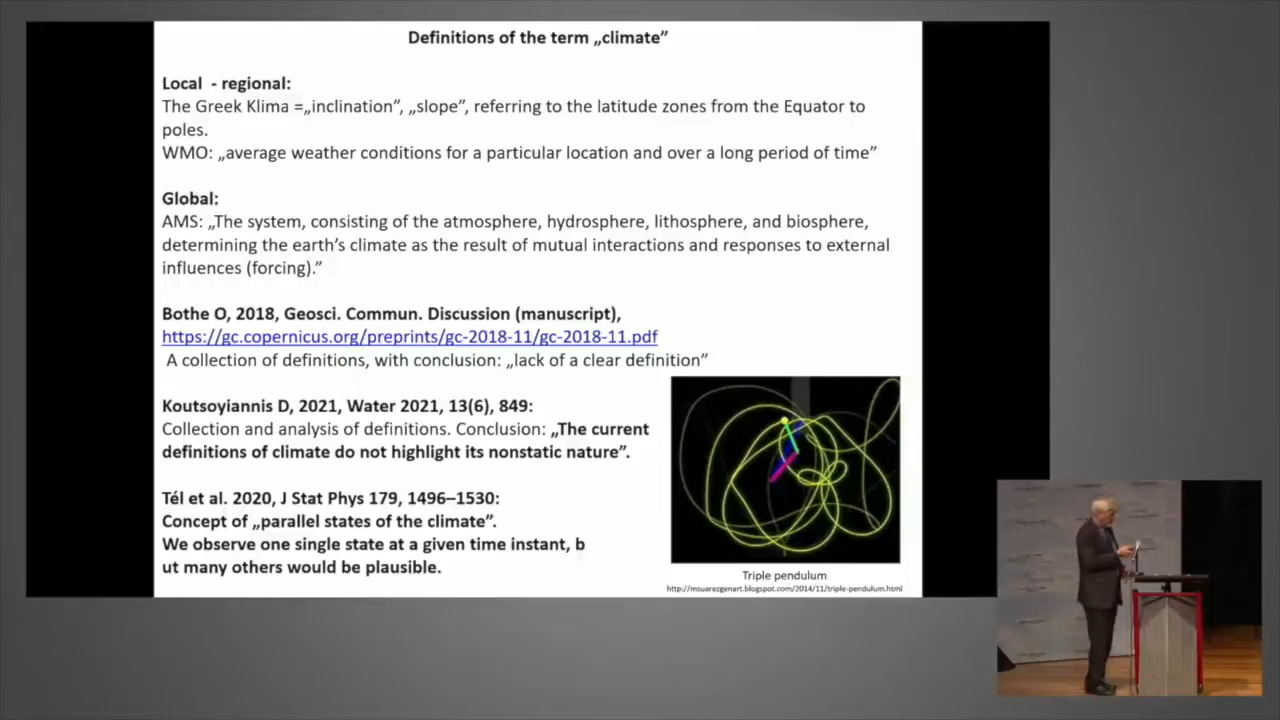 Definitions of the term „climate”
Local - regional:
The Greek Klima =„inclination”, „slope”, referring to the latitude zones from the Equator to
poles.
WMO: „average weather conditions for a particular location and over a long period of time”
Global:
AMS: „The system, consisting of the atmosphere, hydrosphere, lithosphere, and biosphere,
determining the earth’s climate as the result of mutual interactions and responses to external
influences (forcing).”
Bothe O, 2018, Geosci. Commun. Discussion (manuscript),
https://gc.copernicus.org/preprints/gc-2018-11/gc-2018-11.pdf
A collection of definitions, with conclusion: „lack of a clear definition”
Koutsoyiannis D, 2021, Water 2021, 13(6), 849:
Collection and analysis of definitions. Conclusion: „The current
definitions of climate do not highlight its nonstatic nature”.
Tél et al. 2020, J Stat Phys 179, 1496–1530:
Concept of „parallel states of the climate”.
We observe one single state at a given time instant, b
ut many others would be plausible.
Triple pendulum
http://msuarezgenart.blogspot.com/2014/11/triple-pendulum.html